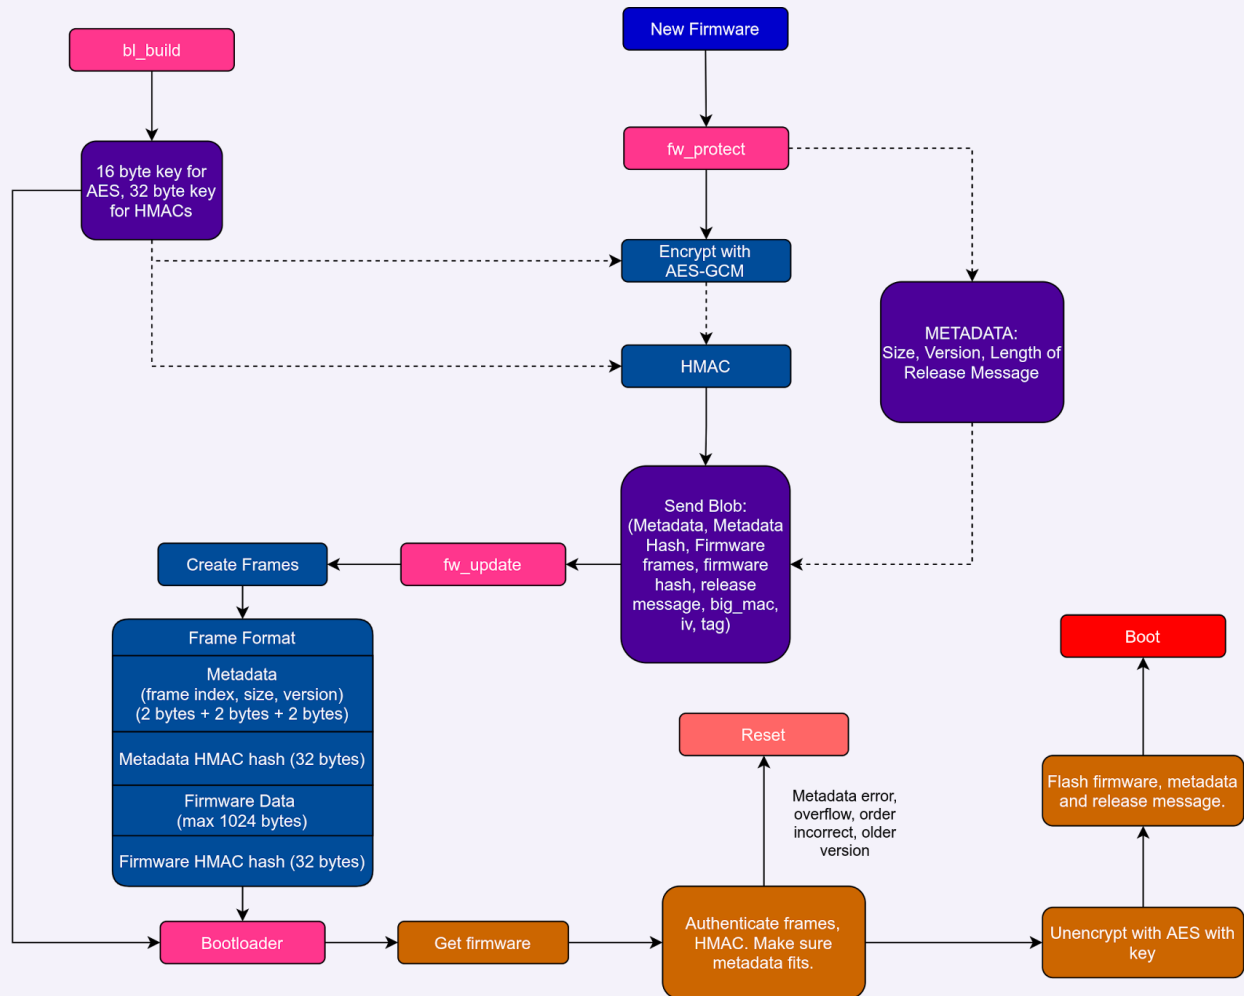 bl_build
New Firmware
16 byte key for
AES, 32 byte key
for HMACs
fw_protect
Encrypt with
AES-GCM
HMAC
METADATA:
Size, Version, Length of
Release Message
Send Blob:
(Metadata, Metadata
Hash, Firmware
frames, firmware
hash, release
message, big_mac,
iv, tag)
fw_update
Create Frames
Frame Format
Metadata
(frame index, size, version)
(2 bytes + 2 bytes + 2 bytes)
Metadata HMAC hash (32 bytes)
Firmware Data
(max 1024 bytes)
Firmware HMAC hash (32 bytes)
Bootloader
Get firmware
Authenticate frames,
HMAC. Make sure
metadata fits.
Metadata error,
overflow, order
incorrect, older
version
Reset
Unencrypt with AES with
key
Flash firmware, metadata
and release message.
Boot